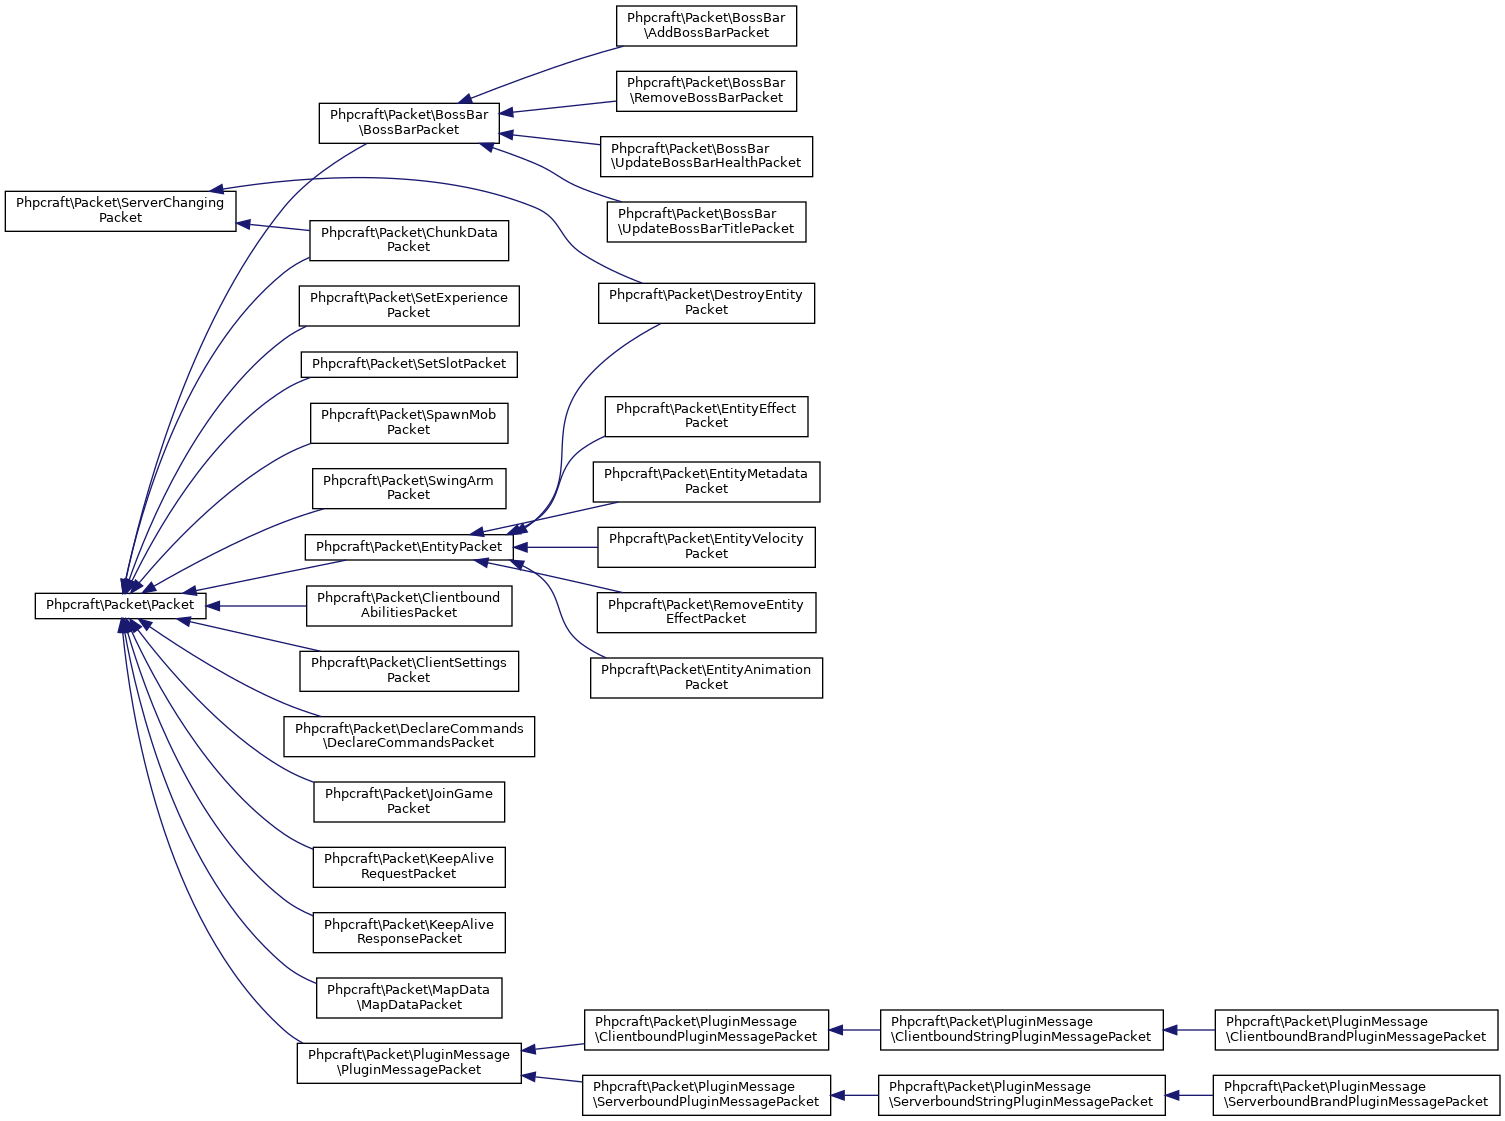 Phpcraft\Packet\BossBar
\AddBossBarPacket
Phpcraft\Packet\BossBar
\RemoveBossBarPacket
Phpcraft\Packet\BossBar
\BossBarPacket
Phpcraft\Packet\BossBar
\UpdateBossBarHealthPacket
Phpcraft\Packet\ServerChanging
Packet
Phpcraft\Packet\BossBar
\UpdateBossBarTitlePacket
Phpcraft\Packet\ChunkData
Packet
Phpcraft\Packet\SetExperience
Packet
Phpcraft\Packet\DestroyEntity
Packet
Phpcraft\Packet\SetSlotPacket
Phpcraft\Packet\SpawnMob
Packet
Phpcraft\Packet\EntityEffect
Packet
Phpcraft\Packet\SwingArm
Packet
Phpcraft\Packet\EntityMetadata
Packet
Phpcraft\Packet\EntityPacket
Phpcraft\Packet\EntityVelocity
Packet
Phpcraft\Packet\Packet
Phpcraft\Packet\Clientbound
AbilitiesPacket
Phpcraft\Packet\RemoveEntity
EffectPacket
Phpcraft\Packet\ClientSettings
Packet
Phpcraft\Packet\EntityAnimation
Packet
Phpcraft\Packet\DeclareCommands
\DeclareCommandsPacket
Phpcraft\Packet\JoinGame
Packet
Phpcraft\Packet\KeepAlive
RequestPacket
Phpcraft\Packet\KeepAlive
ResponsePacket
Phpcraft\Packet\MapData
\MapDataPacket
Phpcraft\Packet\PluginMessage
\PluginMessagePacket
Phpcraft\Packet\PluginMessage
\ClientboundPluginMessagePacket
Phpcraft\Packet\PluginMessage
\ClientboundStringPluginMessagePacket
Phpcraft\Packet\PluginMessage
\ClientboundBrandPluginMessagePacket
Phpcraft\Packet\PluginMessage
\ServerboundPluginMessagePacket
Phpcraft\Packet\PluginMessage
\ServerboundStringPluginMessagePacket
Phpcraft\Packet\PluginMessage
\ServerboundBrandPluginMessagePacket